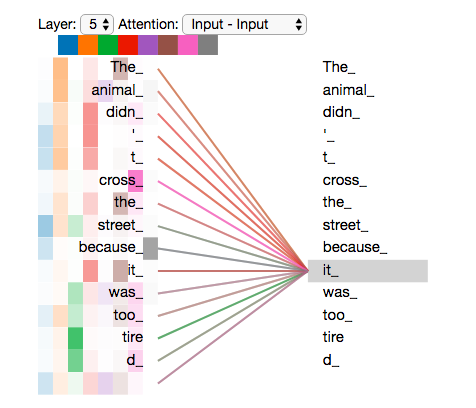 Layer: 5 Attention: Input - Input
The_ The_
animal_ animal_
didn_ didn_
'_ '_
t_ t_
cross_ cross_
the_ the_
street_ street_
because_ because_
it_ it_
was_ was_
too_ too_
tire tire
d_ d_